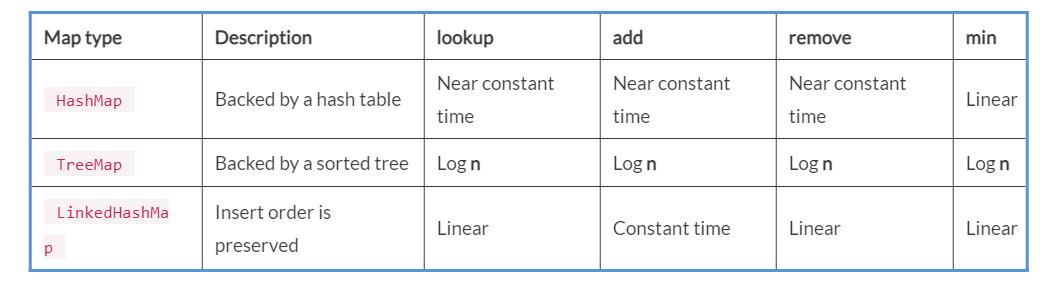 Map type Description lookup add remove min
HashMap Backed by a hash table Near constant time Near constant time Near constant time Linear
TreeMap Backed by a sorted tree Log n Log n Log n Log n
LinkedHashMa
p Insert order is preserved Linear Constant time Linear Linear